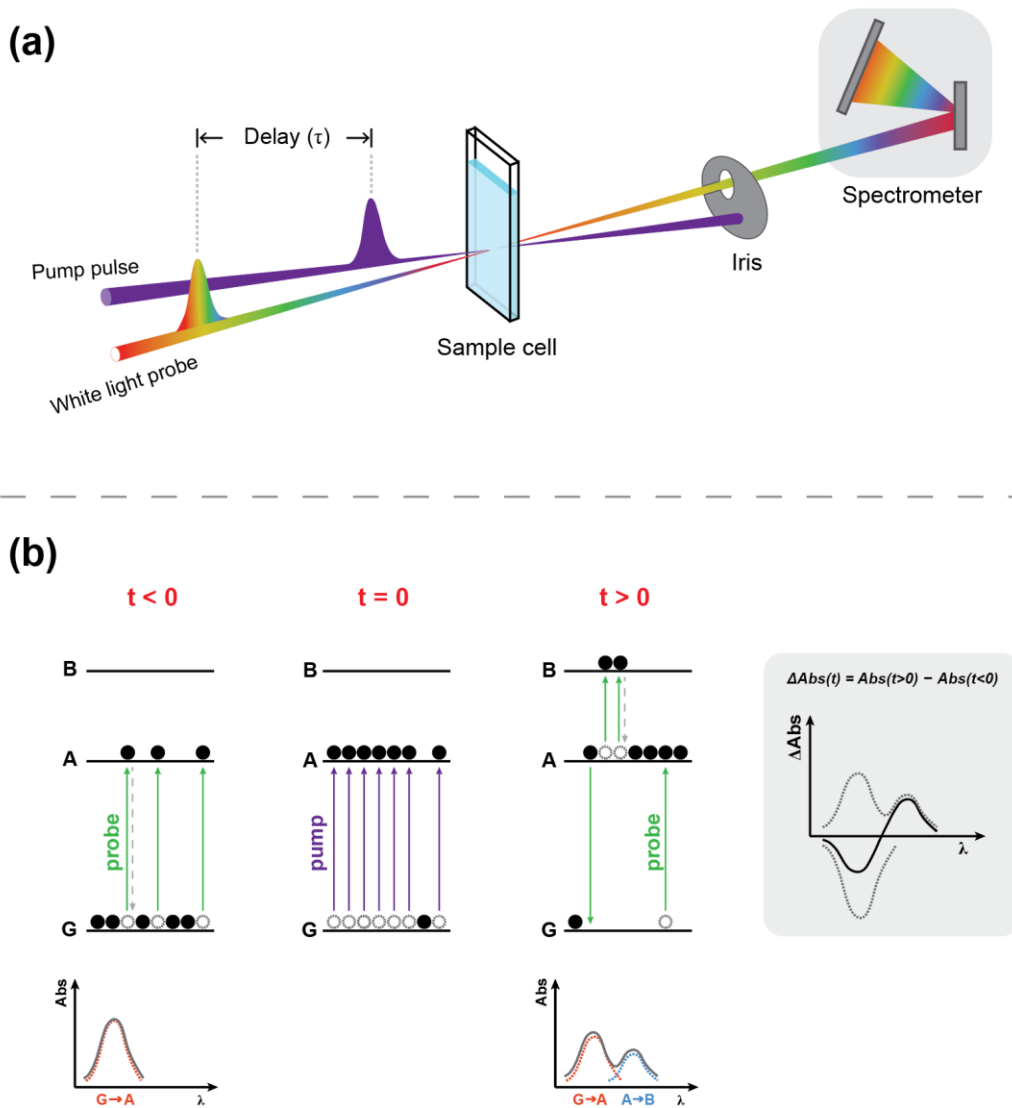 (a)
Delay (τ)
Spectrometer
Pump pulse
Iris
Sample cell
White light probe
(b)
t < 0
t = 0
t > 0
B
B
B
ΔAbs(t) = Abs(t>0) − Abs(t<0)
A
A
A
ΔAbs
λ
probe
pump
probe
G
G
G
Abs
G→A
λ
Abs
G→A
A→B
λ